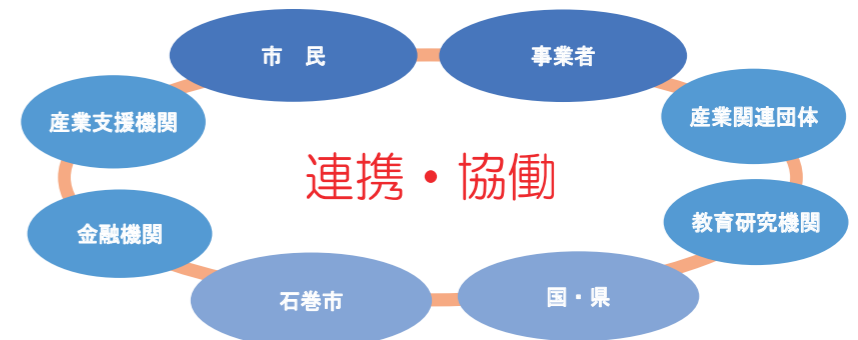 市　民
事業者
産業支援機関
産業関連団体
連携・協働
金融機関
教育研究機関
石巻市
国・県